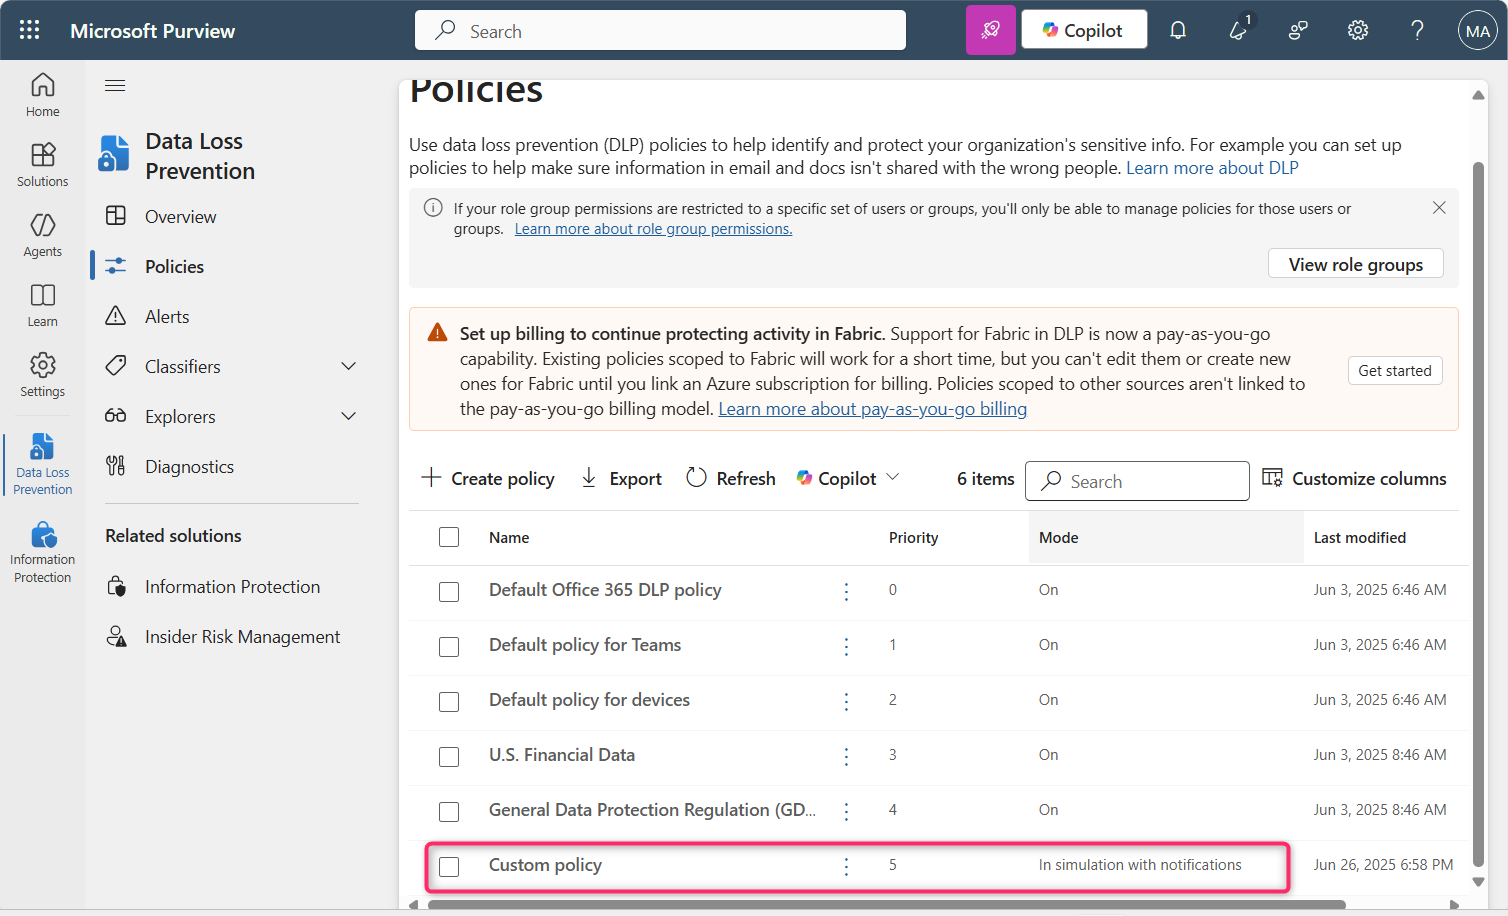 Microsoft Purview
Search
Copilot
1
MA
Home
Solutions
Agents
Learn
Settings
Data Loss
Prevention
Information
Protection
Data Loss
Prevention
Overview
Policies
Alerts
Classifiers
Explorers
Diagnostics
Related solutions
Information Protection
Insider Risk Management
Policies
Use data loss prevention (DLP) policies to help identify and protect your organization's sensitive info. For example you can set up
policies to help make sure information in email and docs isn't shared with the wrong people. Learn more about DLP
If your role group permissions are restricted to a specific set of users or groups, you'll only be able to manage policies for those users or
groups. Learn more about role group permissions.
View role groups
Set up billing to continue protecting activity in Fabric. Support for Fabric in DLP is now a pay-as-you-go
capability. Existing policies scoped to Fabric will work for a short time, but you can't edit them or create new
ones for Fabric until you link an Azure subscription for billing. Policies scoped to other sources aren't linked to
the pay-as-you-go billing model. Learn more about pay-as-you-go billing
Get started
Create policy Export Refresh Copilot 6 items Search Customize columns
Name Priority Mode Last modified
Default Office 365 DLP policy 0 On Jun 3, 2025 6:46 AM
Default policy for Teams 1 On Jun 3, 2025 6:46 AM
Default policy for devices 2 On Jun 3, 2025 6:46 AM
U.S. Financial Data 3 On Jun 3, 2025 8:46 AM
General Data Protection Regulation (GD... 4 On Jun 3, 2025 8:46 AM
Custom policy 5 In simulation with notifications Jun 26, 2025 6:58 PM